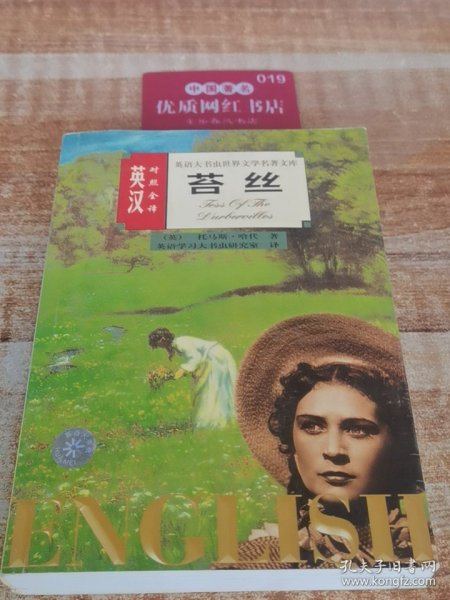 019
中国著名
优质网红书店
英语大书虫世界文学名著文库
英汉
对照全译
苔丝
Tess Of The
Durbervilles
(英) 托马斯·哈代 著
英语学习大书虫研究室 译
ENGLISH
孔夫子旧书网
www.kongfz.com